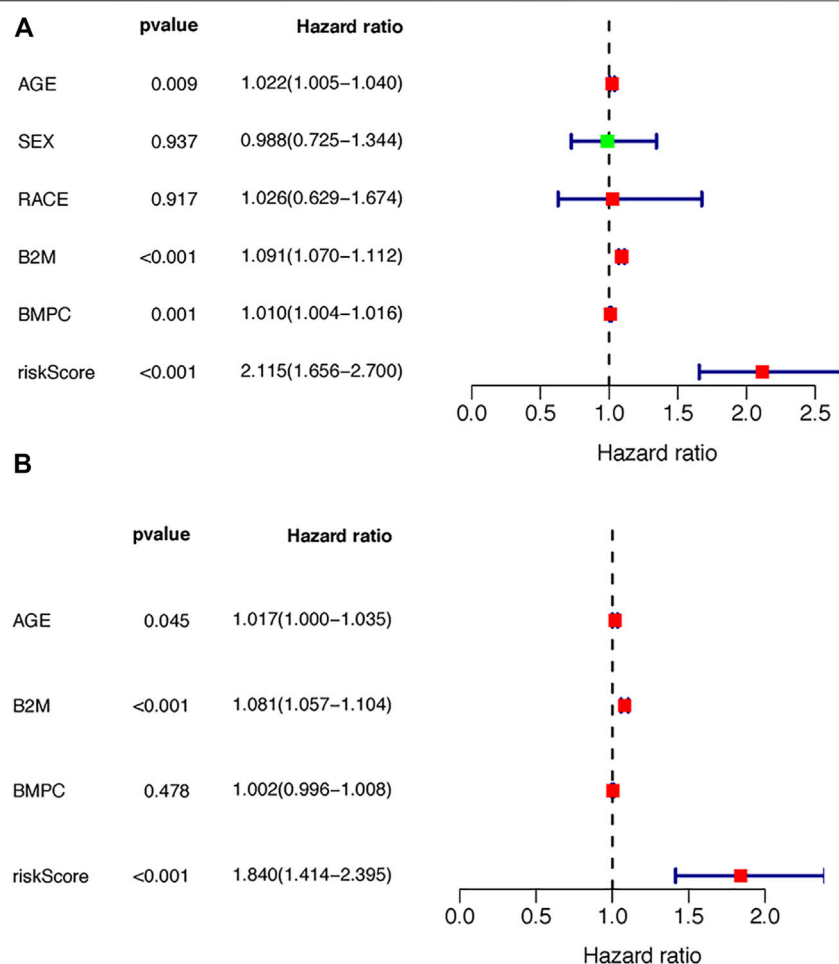 A
pvalue Hazard ratio
AGE 0.009 1.022(1.005−1.040)
SEX 0.937 0.988(0.725−1.344)
RACE 0.917 1.026(0.629−1.674)
B2M <0.001 1.091(1.070−1.112)
BMPC 0.001 1.010(1.004−1.016)
riskScore <0.001 2.115(1.656−2.700)
0.0 0.5 1.0 1.5 2.0 2.5
Hazard ratio
B
pvalue Hazard ratio
AGE 0.045 1.017(1.000−1.035)
B2M <0.001 1.081(1.057−1.104)
BMPC 0.478 1.002(0.996−1.008)
riskScore <0.001 1.840(1.414−2.395)
0.0 0.5 1.0 1.5 2.0
Hazard ratio